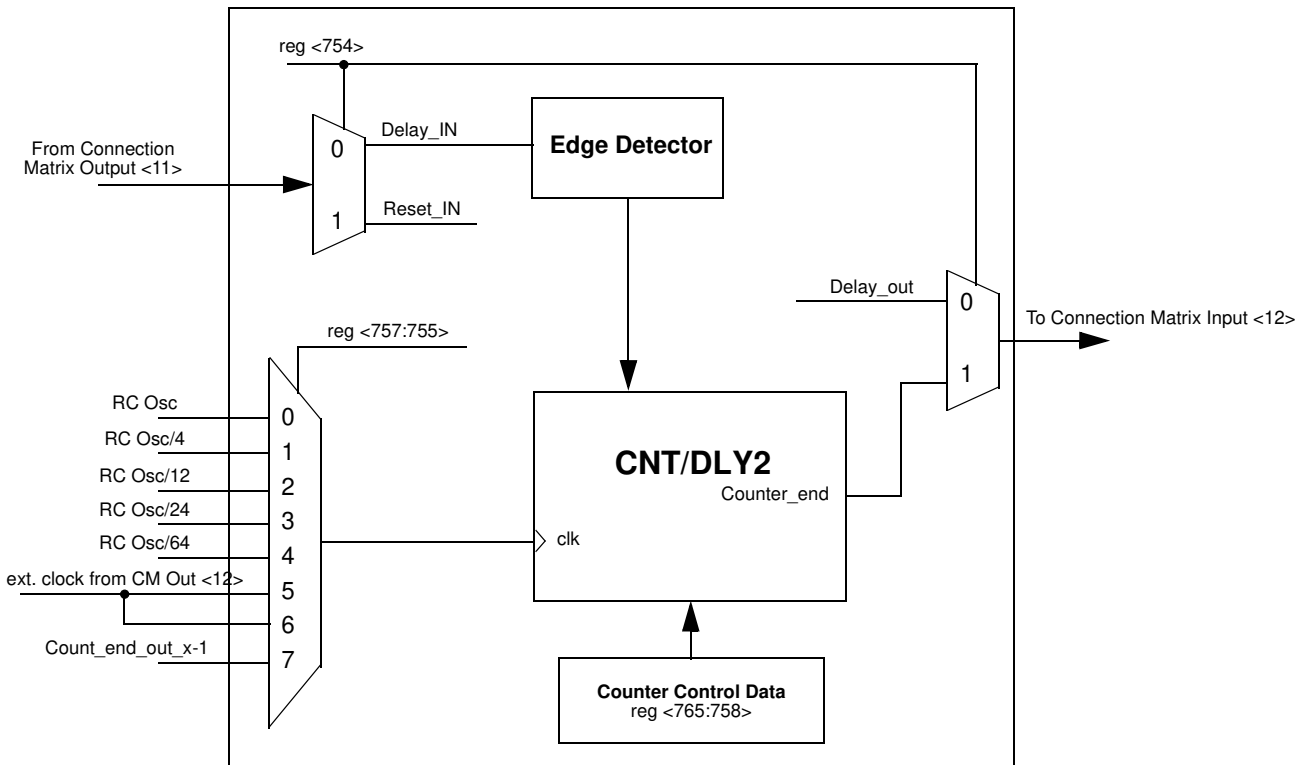 reg <754>
From Connection
Matrix Output <11>
0
1
Delay_IN
Reset_IN
Edge Detector
Delay_out
0
1
To Connection Matrix Input <12>
reg <757:755>
RC Osc
RC Osc/4
RC Osc/12
RC Osc/24
RC Osc/64
ext. clock from CM Out <12>
Count_end_out_x-1
0
1
2
3
4
5
6
7
CNT/DLY2
Counter_end
clk
Counter Control Data
reg <765:758>